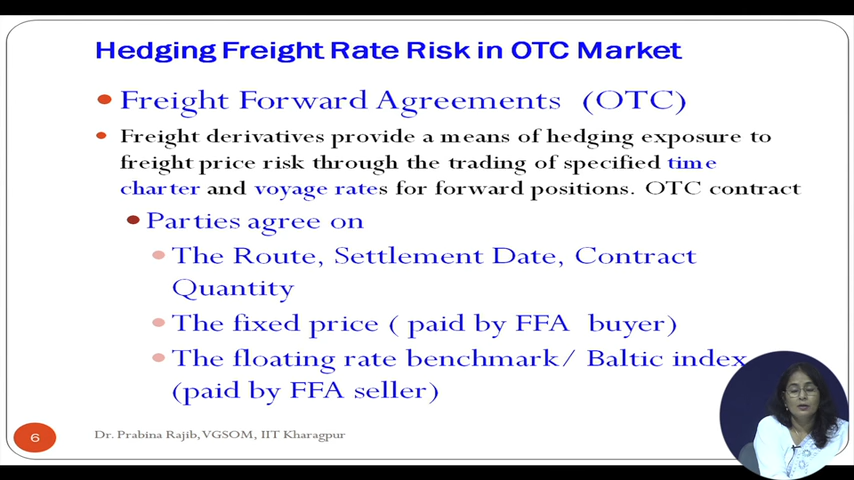 Hedging Freight Rate Risk in OTC Market
Freight Forward Agreements (OTC)
Freight derivatives provide a means of hedging exposure to
freight price risk through the trading of specified time
charter and voyage rates for forward positions. OTC contract
Parties agree on
The Route, Settlement Date, Contract
Quantity
The fixed price ( paid by FFA buyer)
The floating rate benchmark/ Baltic index
(paid by FFA seller)
6
Dr. Prabina Rajib, VGSOM, IIT Kharagpur